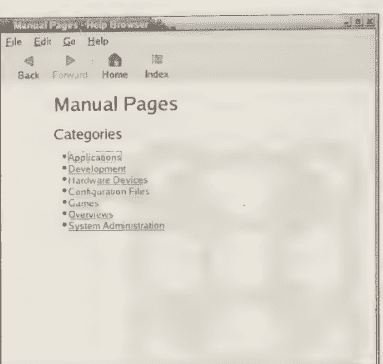 Manual Pages - Help Browser
File Edit Go Help
Back Forward Home Index
Manual Pages
Categories
Applications
Development
Hardware Devices
Configuration Files
Games
Overviews
System Administration